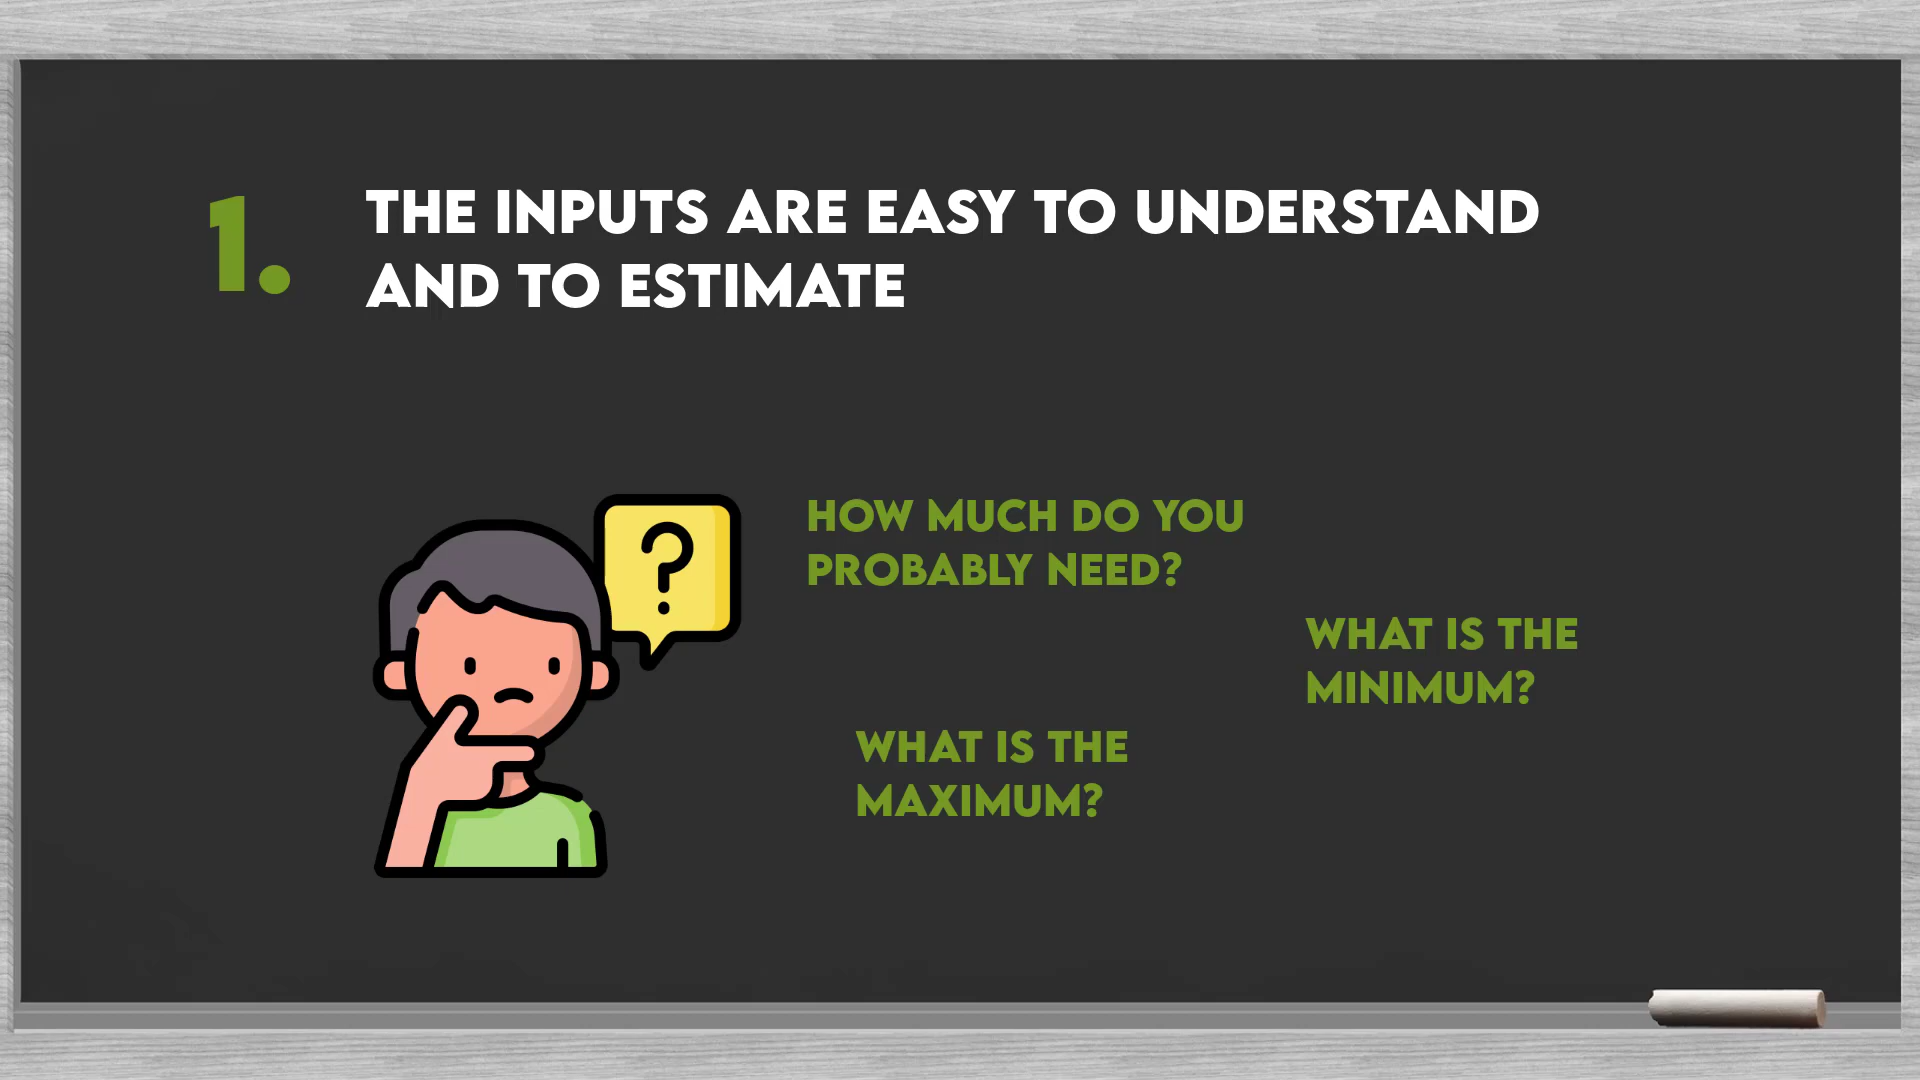 1.
THE INPUTS ARE EASY TO UNDERSTAND
AND TO ESTIMATE
?
HOW MUCH DO YOU
PROBABLY NEED?
WHAT IS THE
MINIMUM?
WHAT IS THE
MAXIMUM?